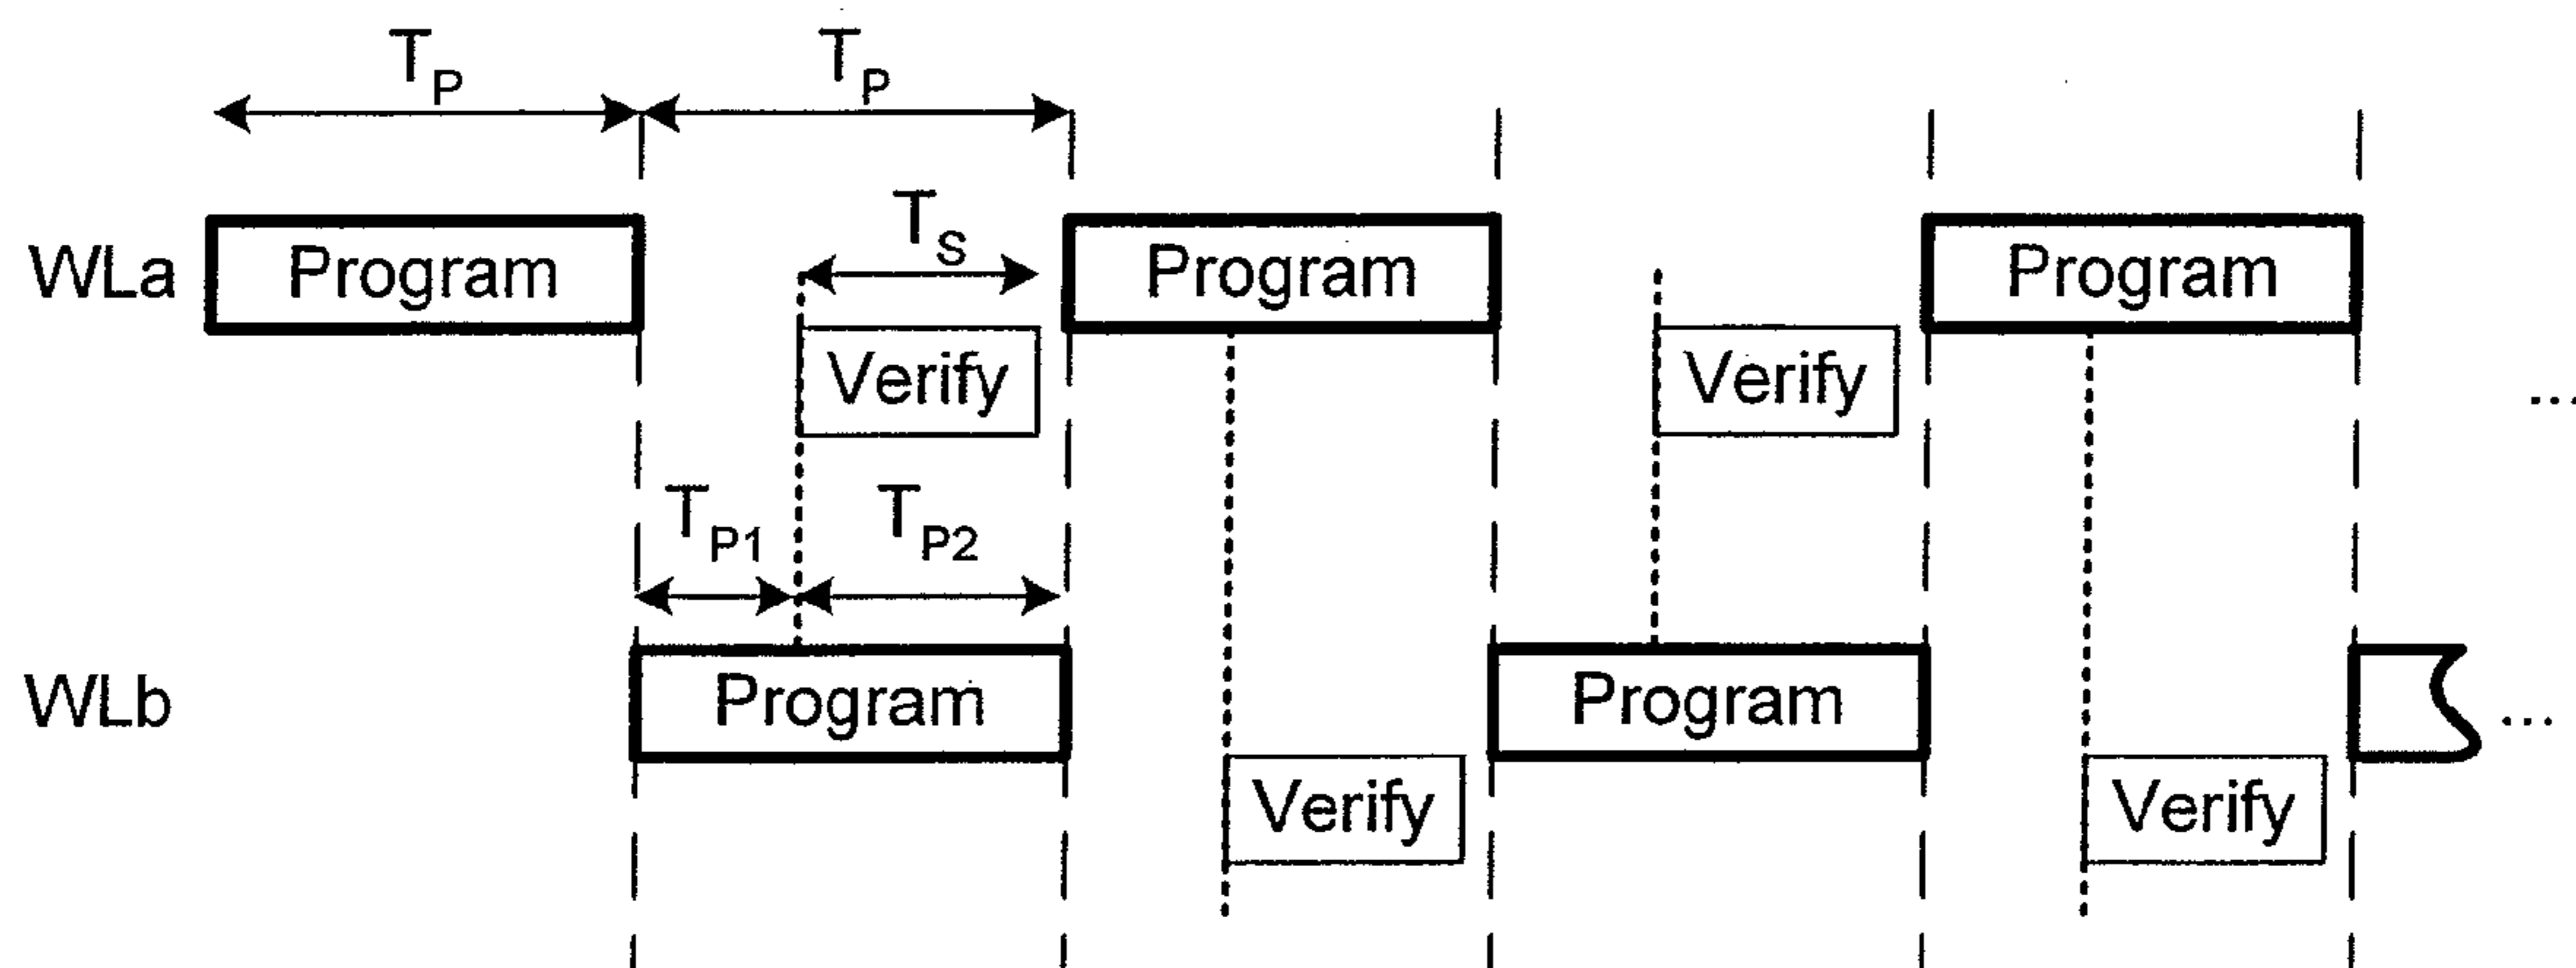 T_P T_P
T_S
WLa Program Program Program
Verify Verify ...
T_P1 T_P2
WLb Program Program ...
Verify Verify